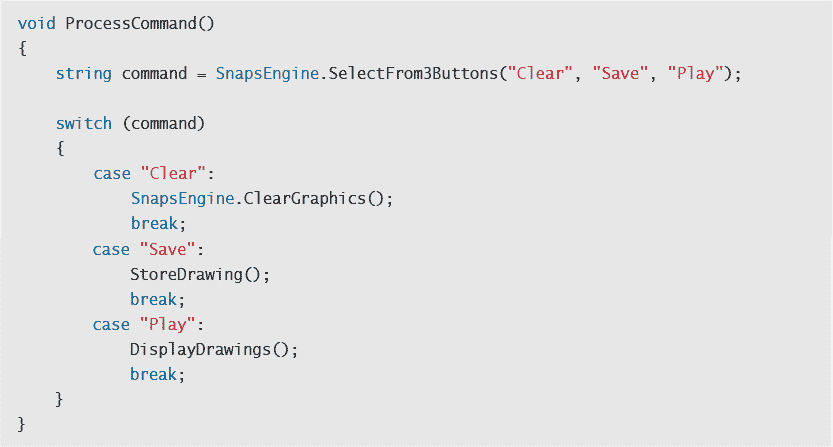 void ProcessCommand()
{
    string command = SnapsEngine.SelectFrom3Buttons("Clear", "Save", "Play");

    switch (command)
    {
        case "Clear":
            SnapsEngine.ClearGraphics();
            break;
        case "Save":
            StoreDrawing();
            break;
        case "Play":
            DisplayDrawings();
            break;
    }
}